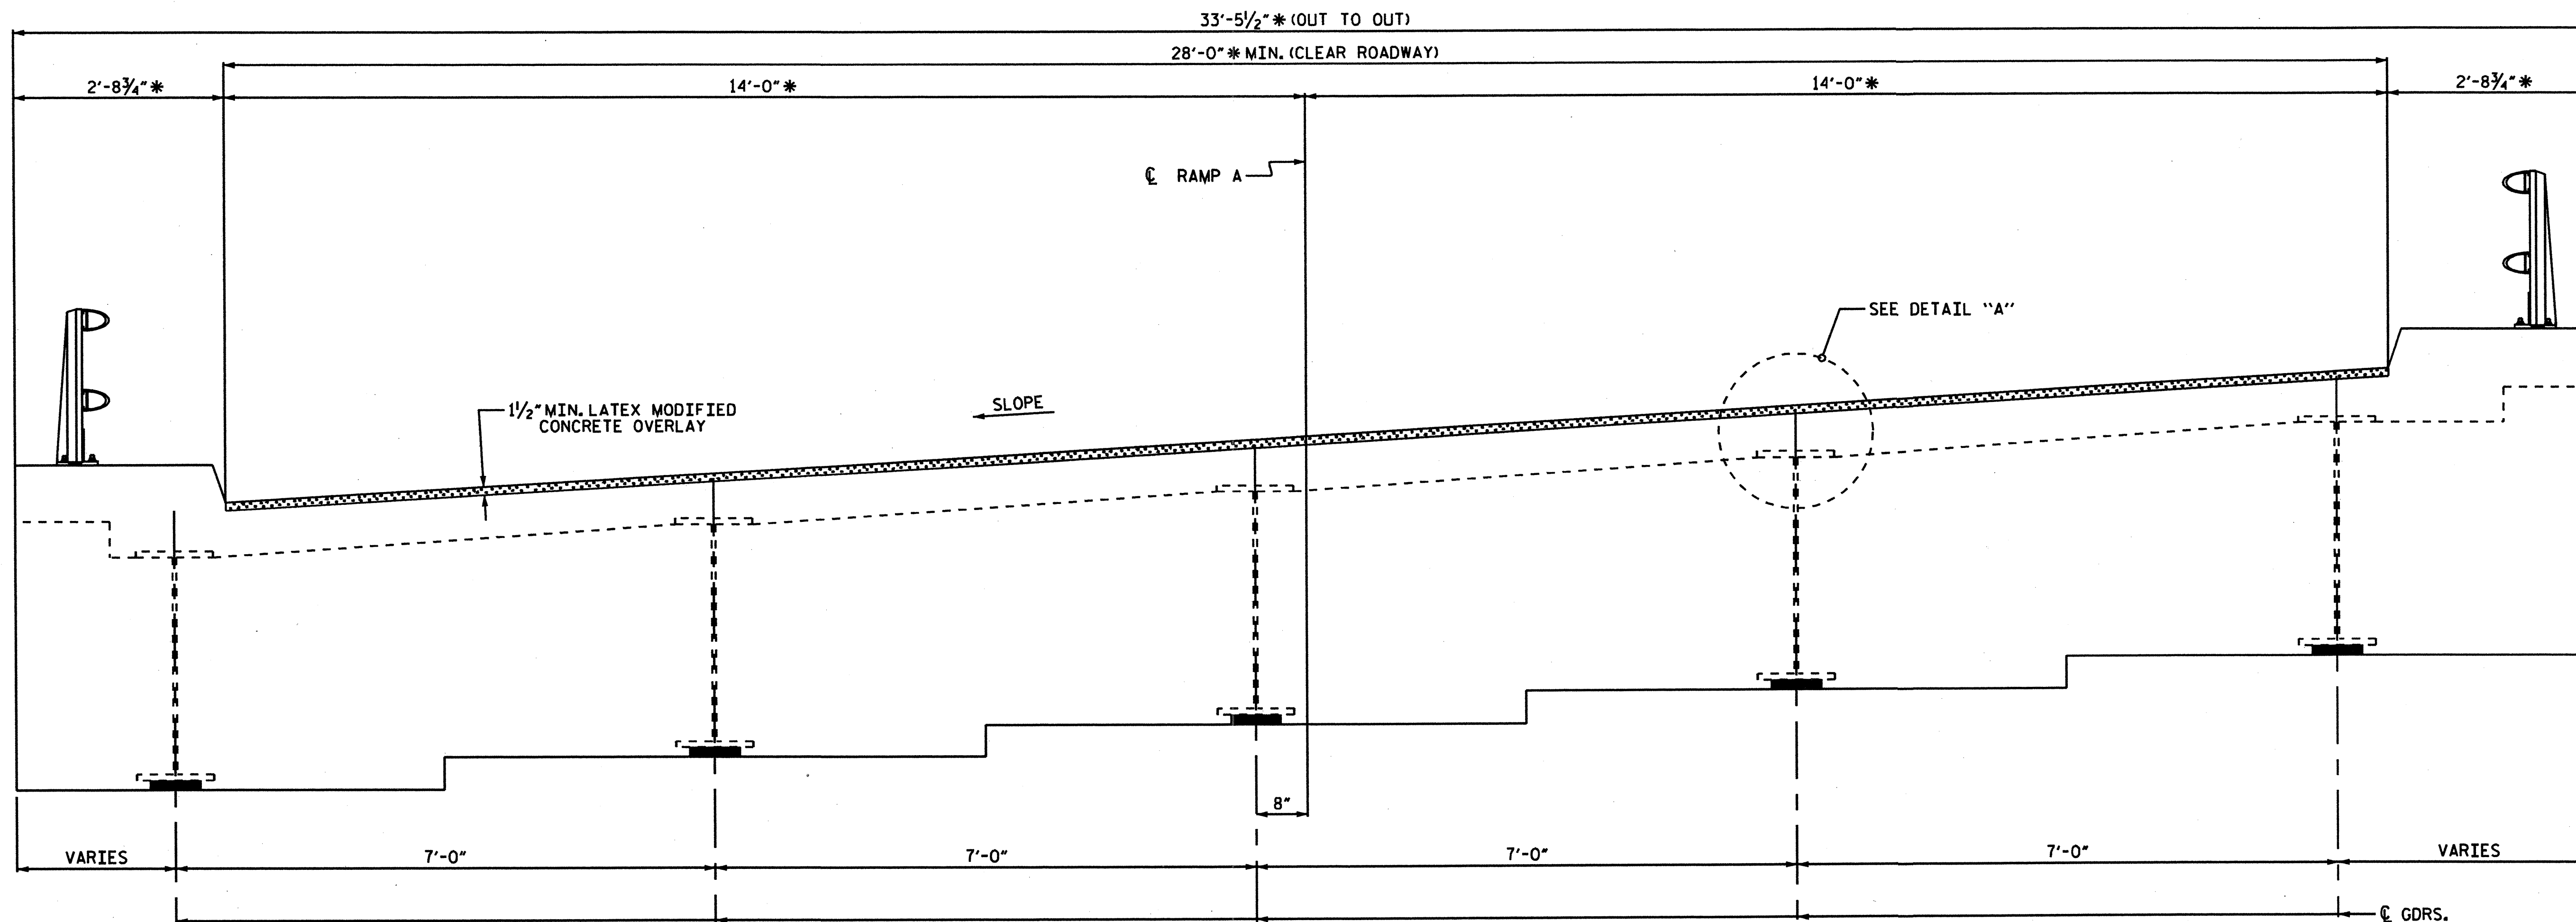 33'-5½"* (OUT TO OUT)
28'-0"* MIN. (CLEAR ROADWAY)
2'-8¾"*
14'-0"*
14'-0"*
2'-8¾"*
℄ RAMP A
SEE DETAIL "A"
1½" MIN. LATEX MODIFIED
CONCRETE OVERLAY
SLOPE
8"
VARIES
7'-0"
7'-0"
7'-0"
7'-0"
VARIES
℄ GDRS.